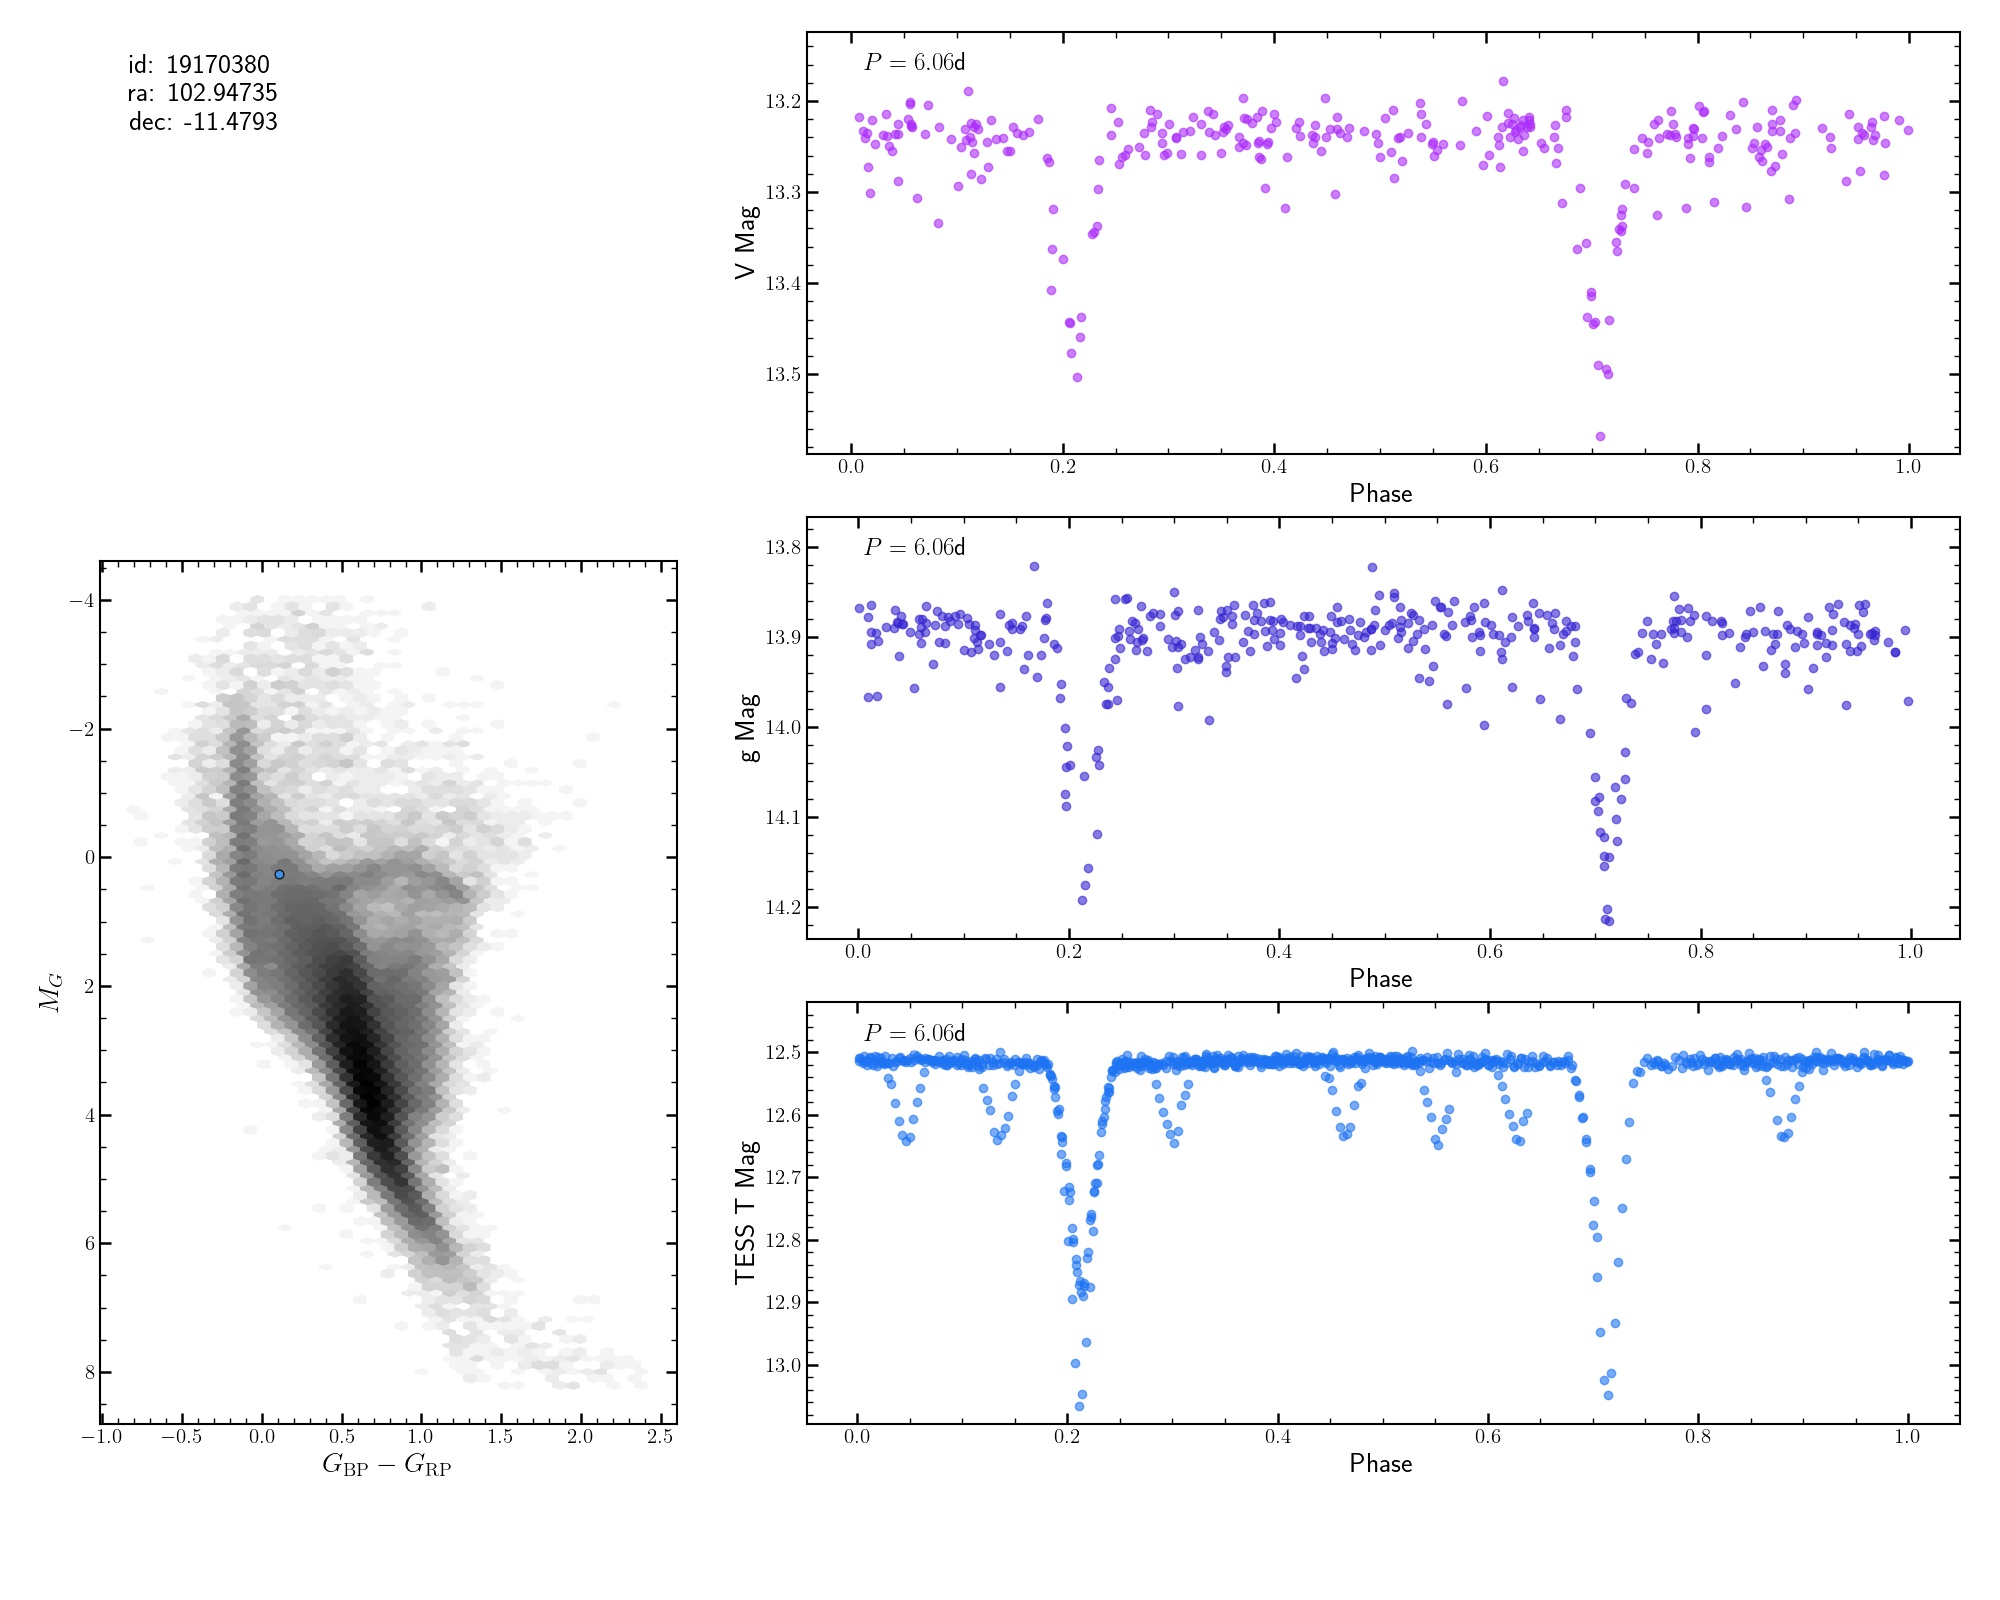 id: 19170380
ra: 102.94735
dec: -11.4793
P = 6.06d
13.2
13.3
13.4
13.5
V Mag
0.0 0.2 0.4 0.6 0.8 1.0
Phase
P = 6.06d
13.8
13.9
14.0
14.1
14.2
g Mag
0.0 0.2 0.4 0.6 0.8 1.0
Phase
P = 6.06d
12.5
12.6
12.7
12.8
12.9
13.0
TESS T Mag
0.0 0.2 0.4 0.6 0.8 1.0
Phase
−4
−2
0
2
4
6
8
M_G
−1.0 −0.5 0.0 0.5 1.0 1.5 2.0 2.5
G_BP − G_RP